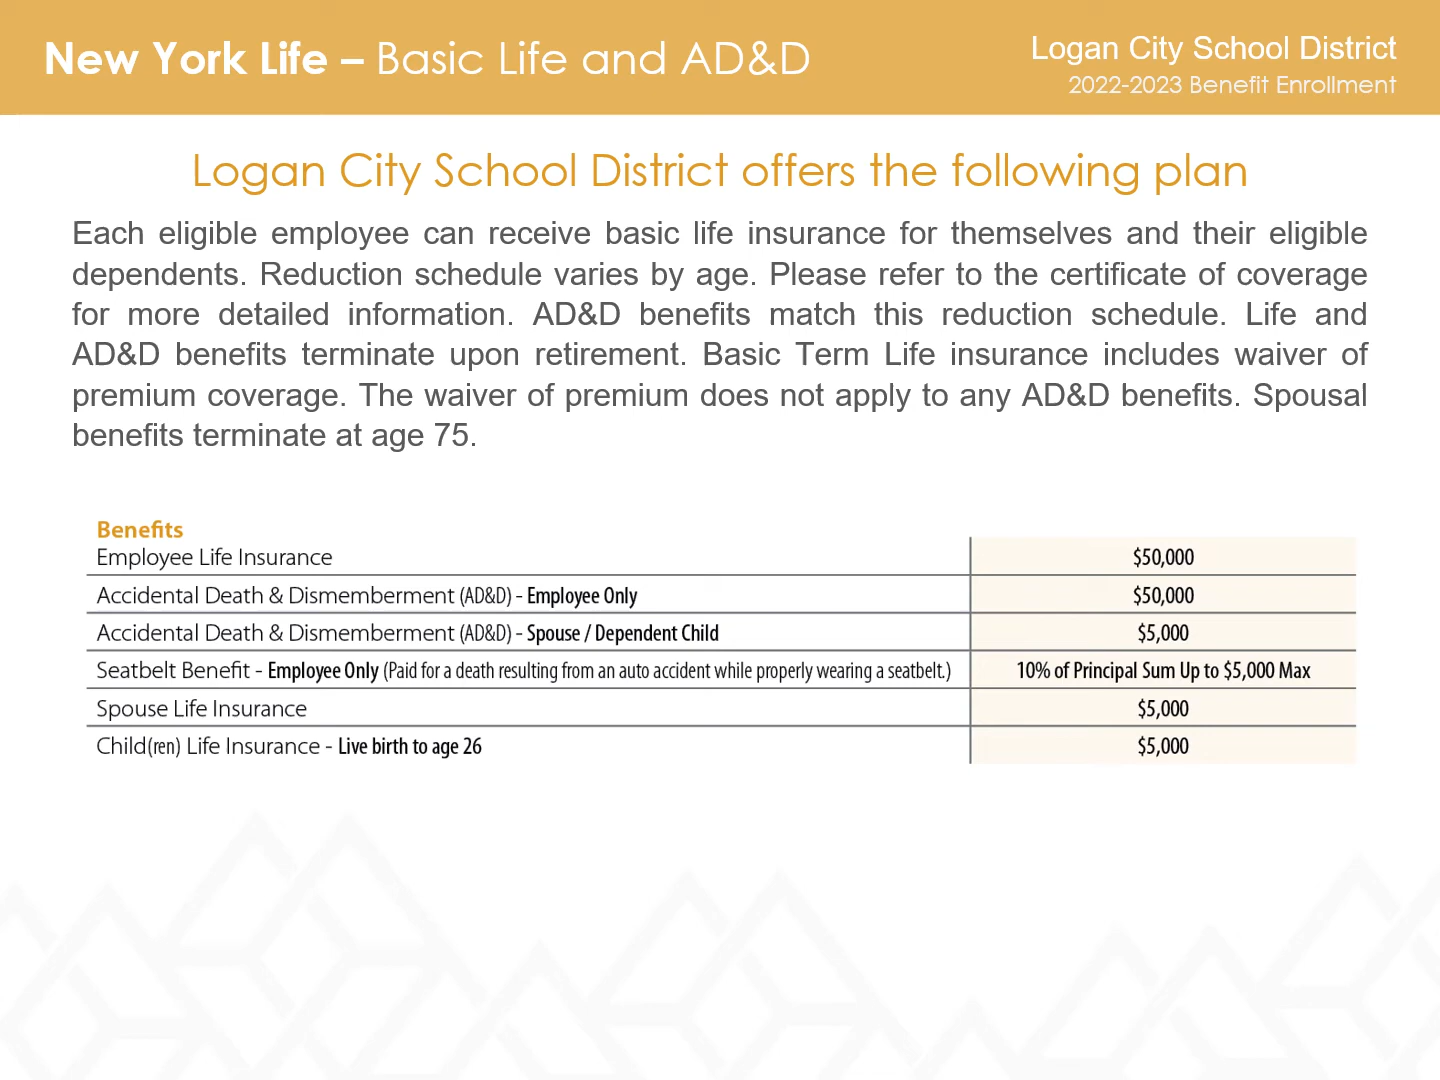 New York Life – Basic Life and AD&D
Logan City School District
2022-2023 Benefit Enrollment
Logan City School District offers the following plan
Each eligible employee can receive basic life insurance for themselves and their eligible
dependents. Reduction schedule varies by age. Please refer to the certificate of coverage
for more detailed information. AD&D benefits match this reduction schedule. Life and
AD&D benefits terminate upon retirement. Basic Term Life insurance includes waiver of
premium coverage. The waiver of premium does not apply to any AD&D benefits. Spousal
benefits terminate at age 75.
Benefits
Employee Life Insurance $50,000
Accidental Death & Dismemberment (AD&D) - Employee Only $50,000
Accidental Death & Dismemberment (AD&D) - Spouse / Dependent Child $5,000
Seatbelt Benefit - Employee Only (Paid for a death resulting from an auto accident while properly wearing a seatbelt.) 10% of Principal Sum Up to $5,000 Max
Spouse Life Insurance $5,000
Child(ren) Life Insurance - Live birth to age 26 $5,000